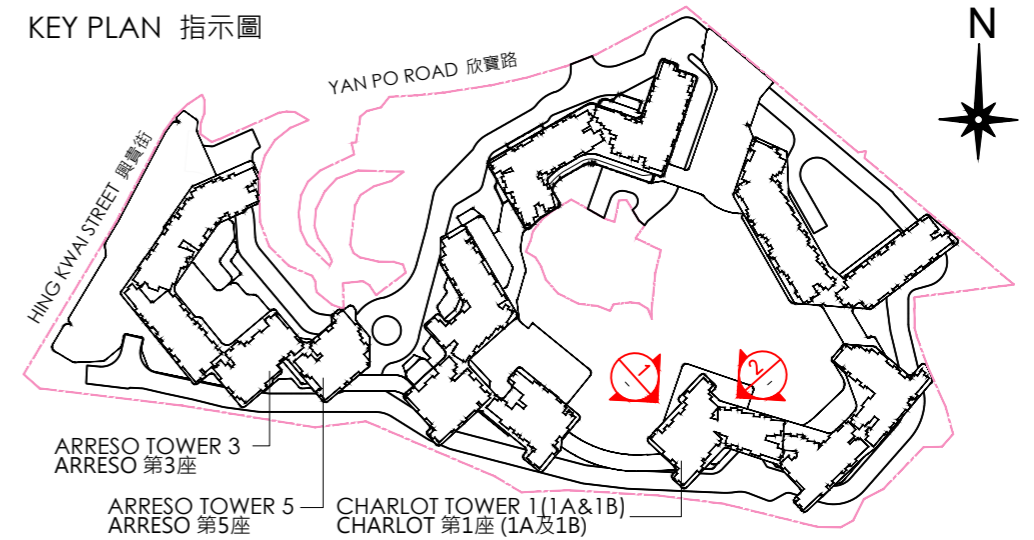 KEY PLAN 指示圖
N
YAN PO ROAD 欣寶路
HING KWAI STREET 興貴街
1
-
2
-
ARRESO TOWER 3
ARRESO 第3座
ARRESO TOWER 5
ARRESO 第5座
CHARLOT TOWER 1(1A&1B)
CHARLOT 第1座 (1A及1B)